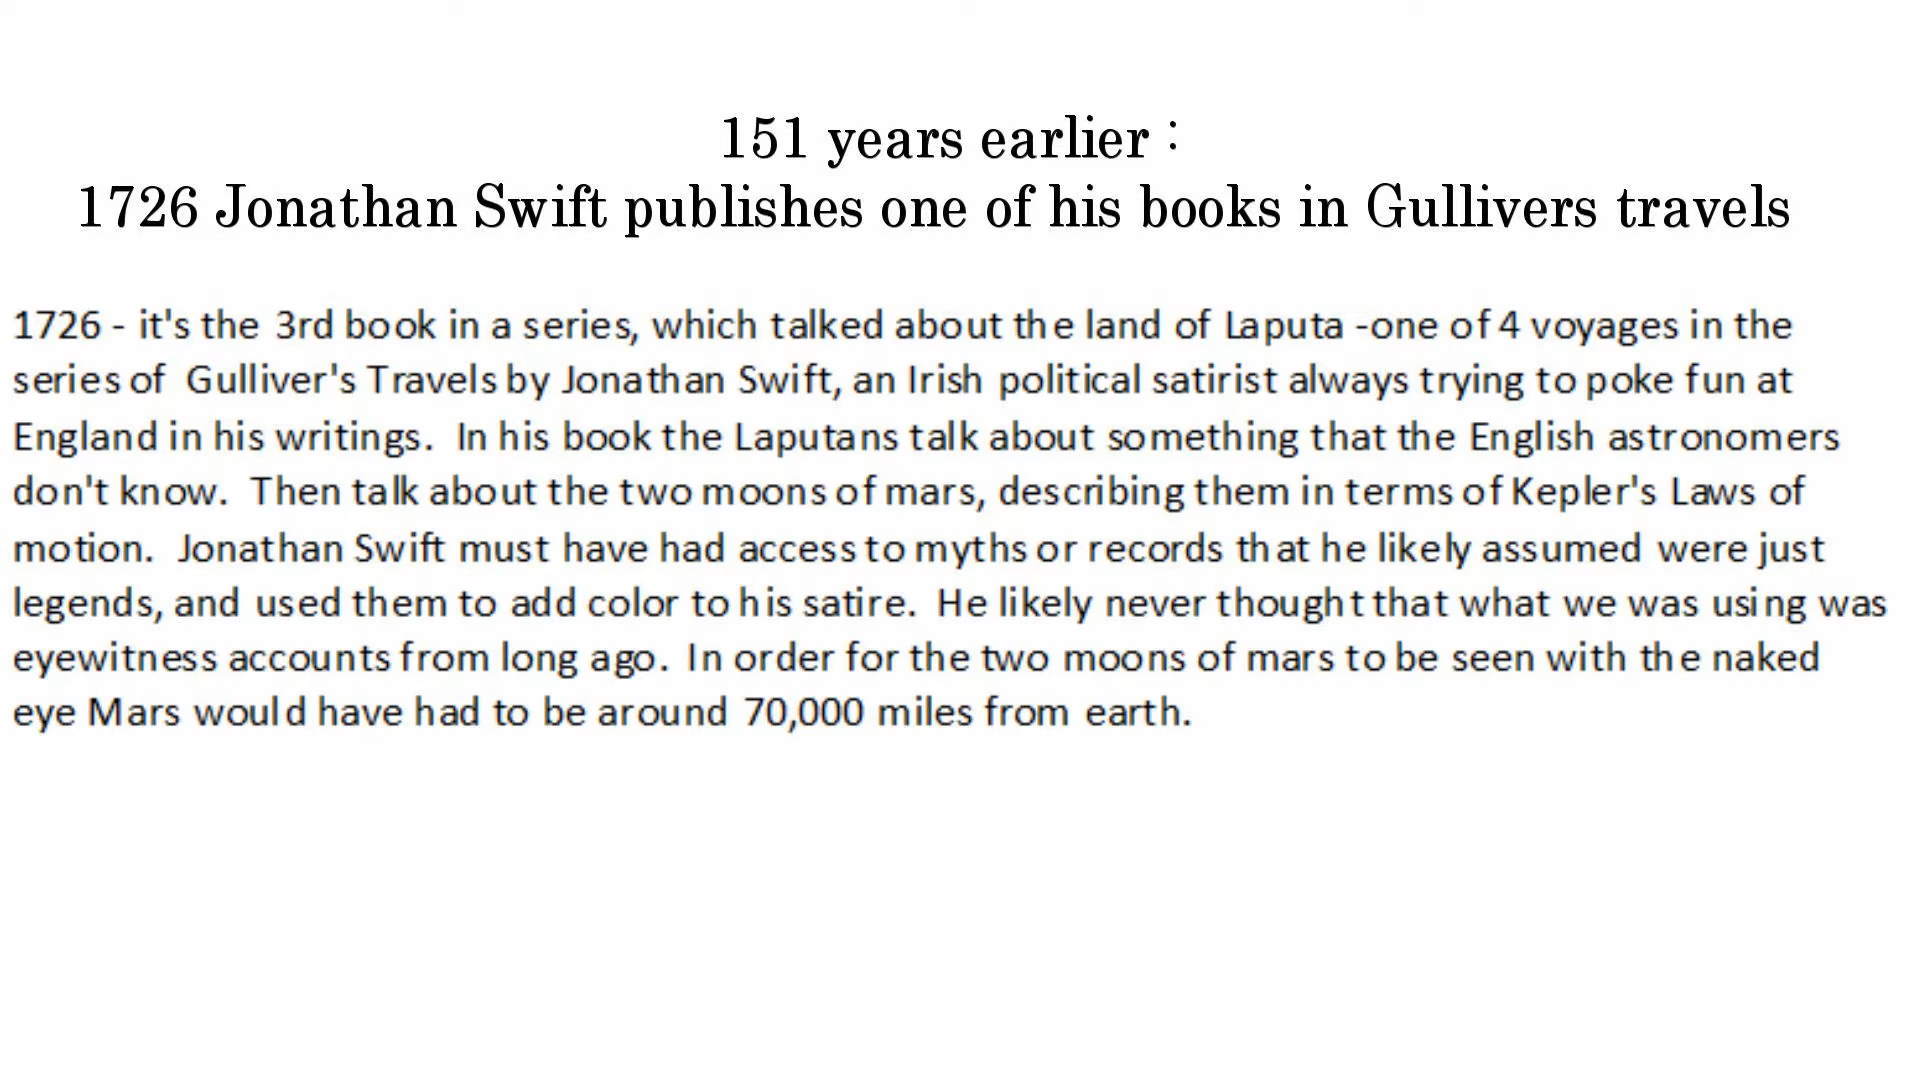 151 years earlier :
1726 Jonathan Swift publishes one of his books in Gullivers travels
1726 - it's the 3rd book in a series, which talked about the land of Laputa -one of 4 voyages in the
series of Gulliver's Travels by Jonathan Swift, an Irish political satirist always trying to poke fun at
England in his writings. In his book the Laputans talk about something that the English astronomers
don't know. Then talk about the two moons of mars, describing them in terms of Kepler's Laws of
motion. Jonathan Swift must have had access to myths or records that he likely assumed were just
legends, and used them to add color to his satire. He likely never thought that what we was using was
eyewitness accounts from long ago. In order for the two moons of mars to be seen with the naked
eye Mars would have had to be around 70,000 miles from earth.